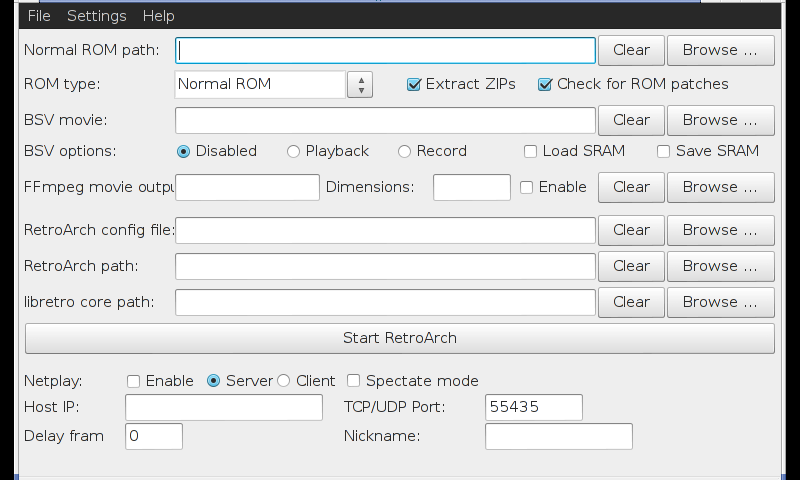 File Settings Help
Normal ROM path: Clear Browse ...
ROM type: Normal ROM Extract ZIPs Check for ROM patches
BSV movie: Clear Browse ...
BSV options: Disabled Playback Record Load SRAM Save SRAM
FFmpeg movie outpu Dimensions: Enable Clear Browse ...
RetroArch config file: Clear Browse ...
RetroArch path: Clear Browse ...
libretro core path: Clear Browse ...
Start RetroArch
Netplay: Enable Server Client Spectate mode
Host IP: TCP/UDP Port: 55435
Delay fram 0 Nickname: